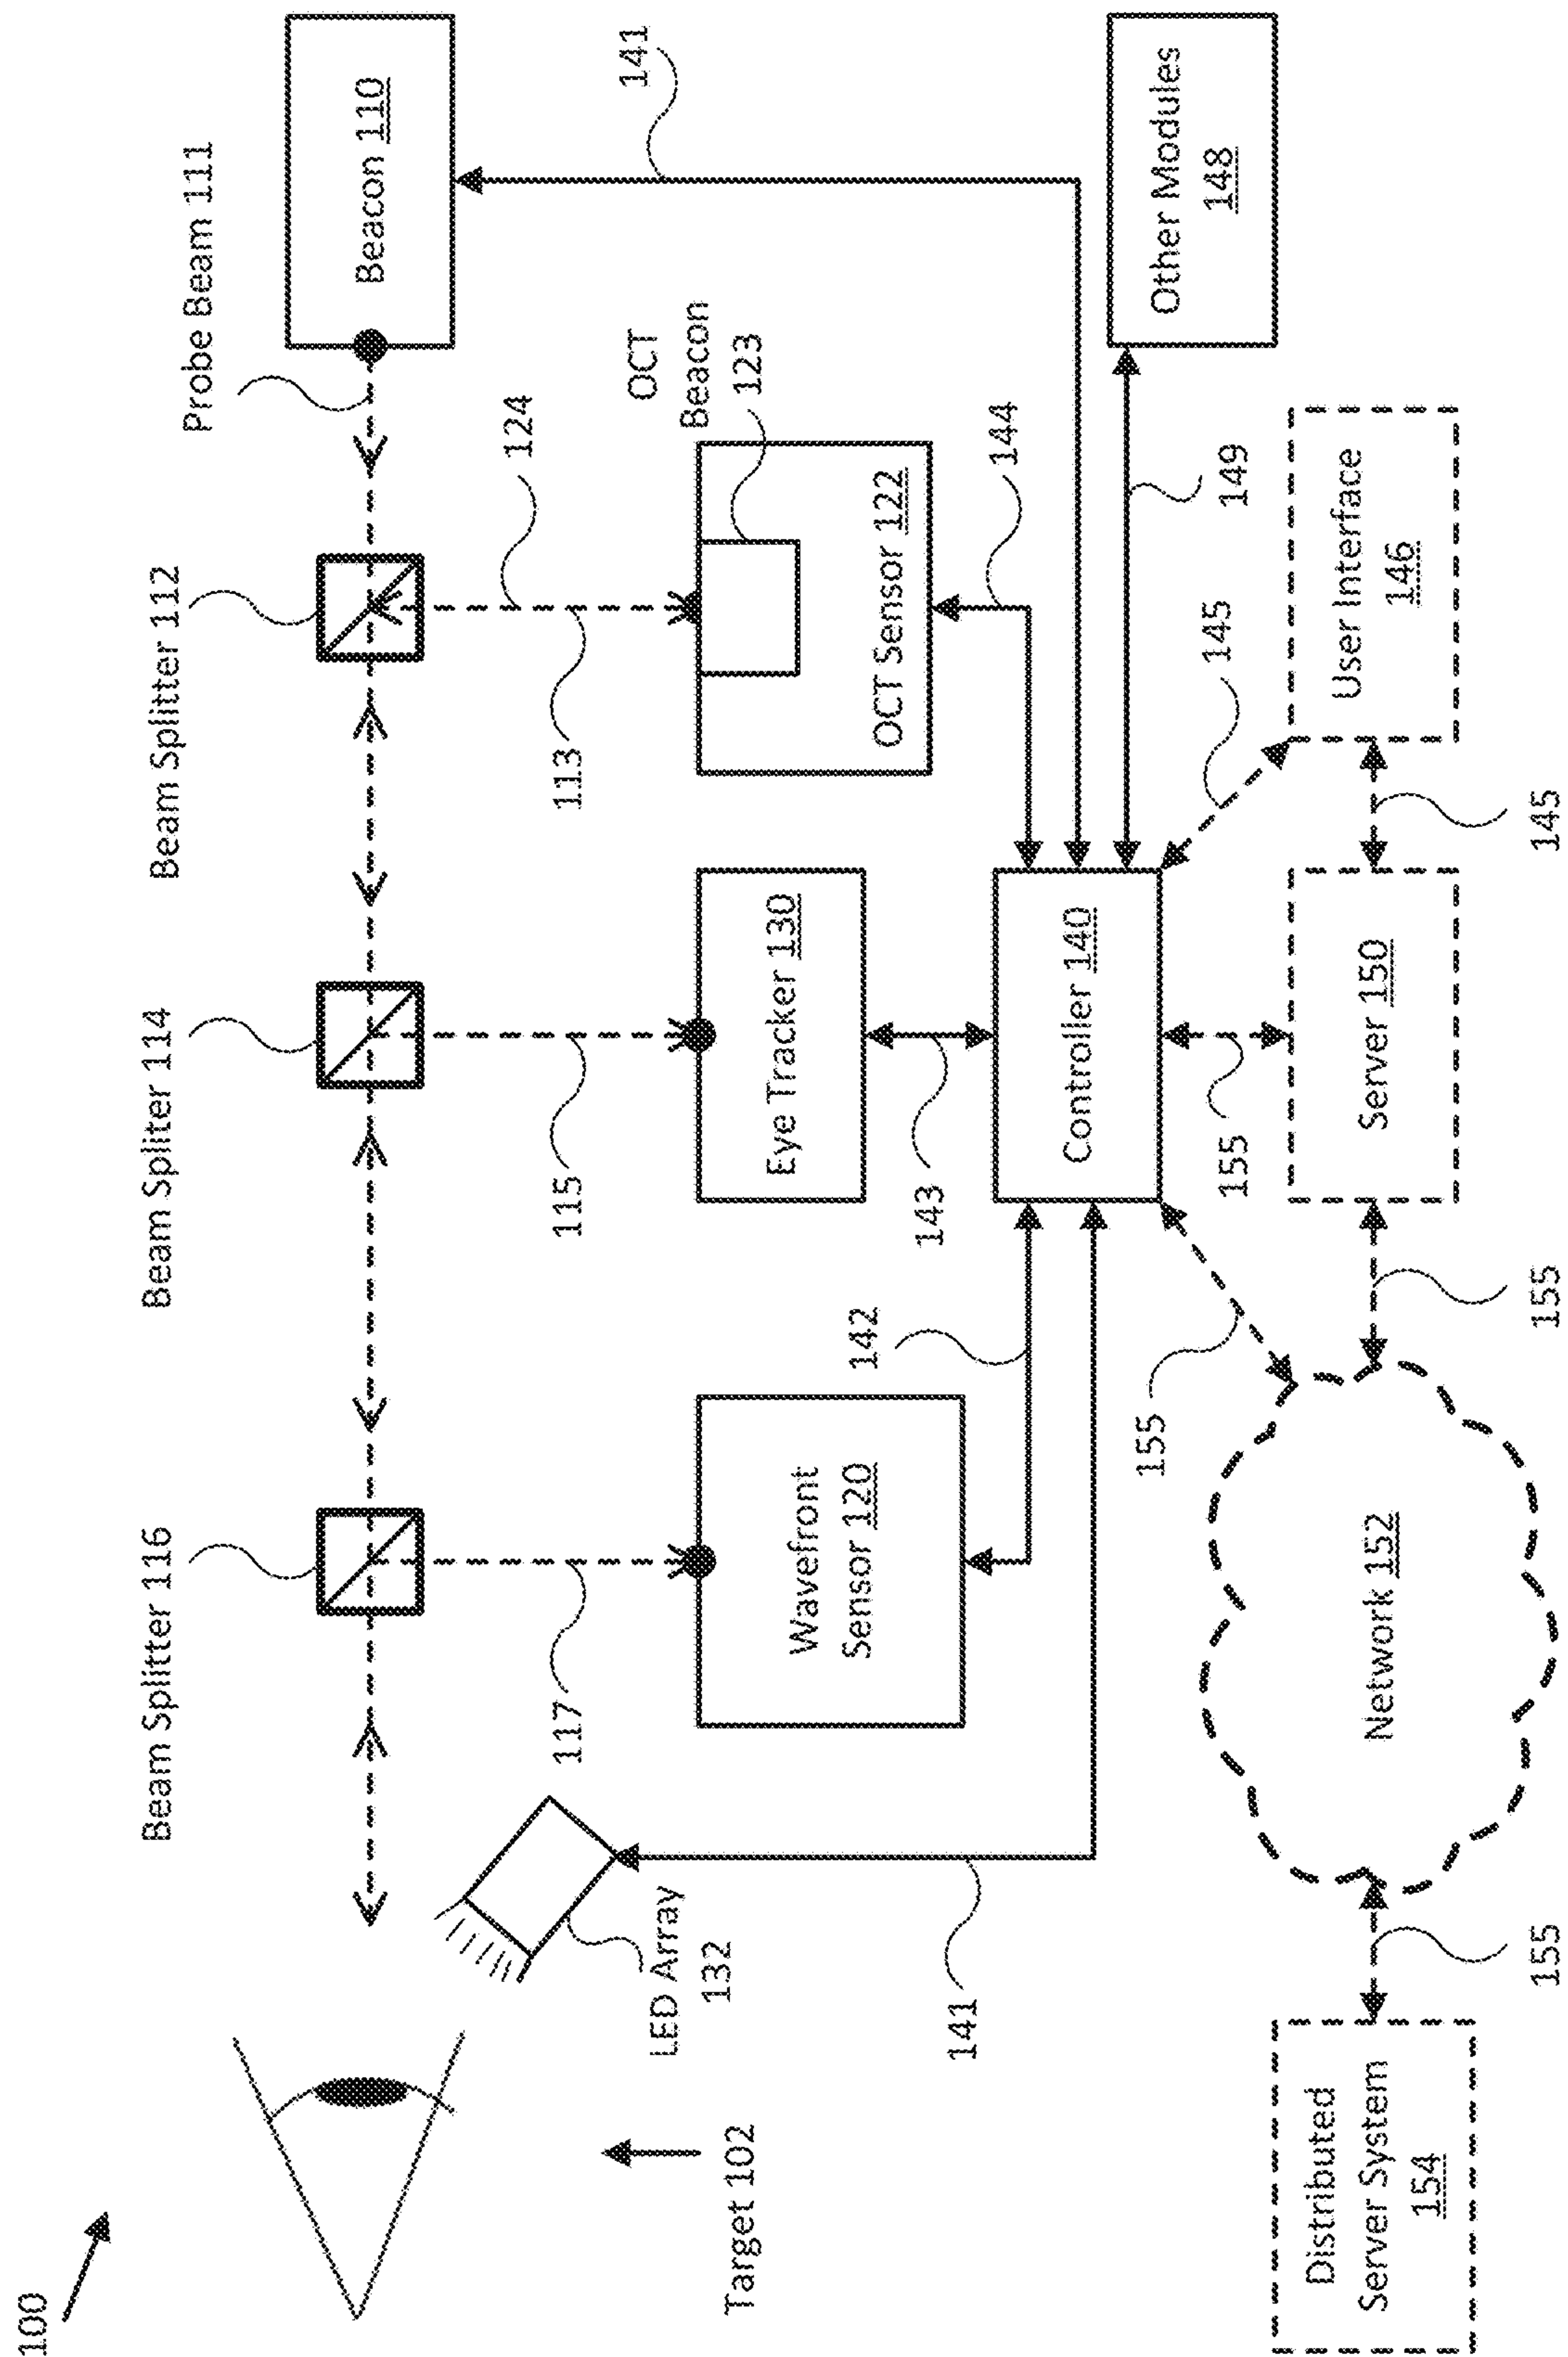 100
Beam Splitter 116
Beam Spliter 114
Beam Splitter 112
Probe Beam 111
Beacon 110
117
115
113
124
OCT
Beacon
123
141
Target 102
LED Array
132
Wavefront
Sensor 120
Eye Tracker 130
OCT Sensor 122
141
142
143
144
Controller 140
149
Other Modules
148
155
155
145
Distributed
Server System
154
Network 152
Server 150
User Interface
146
155
155
145